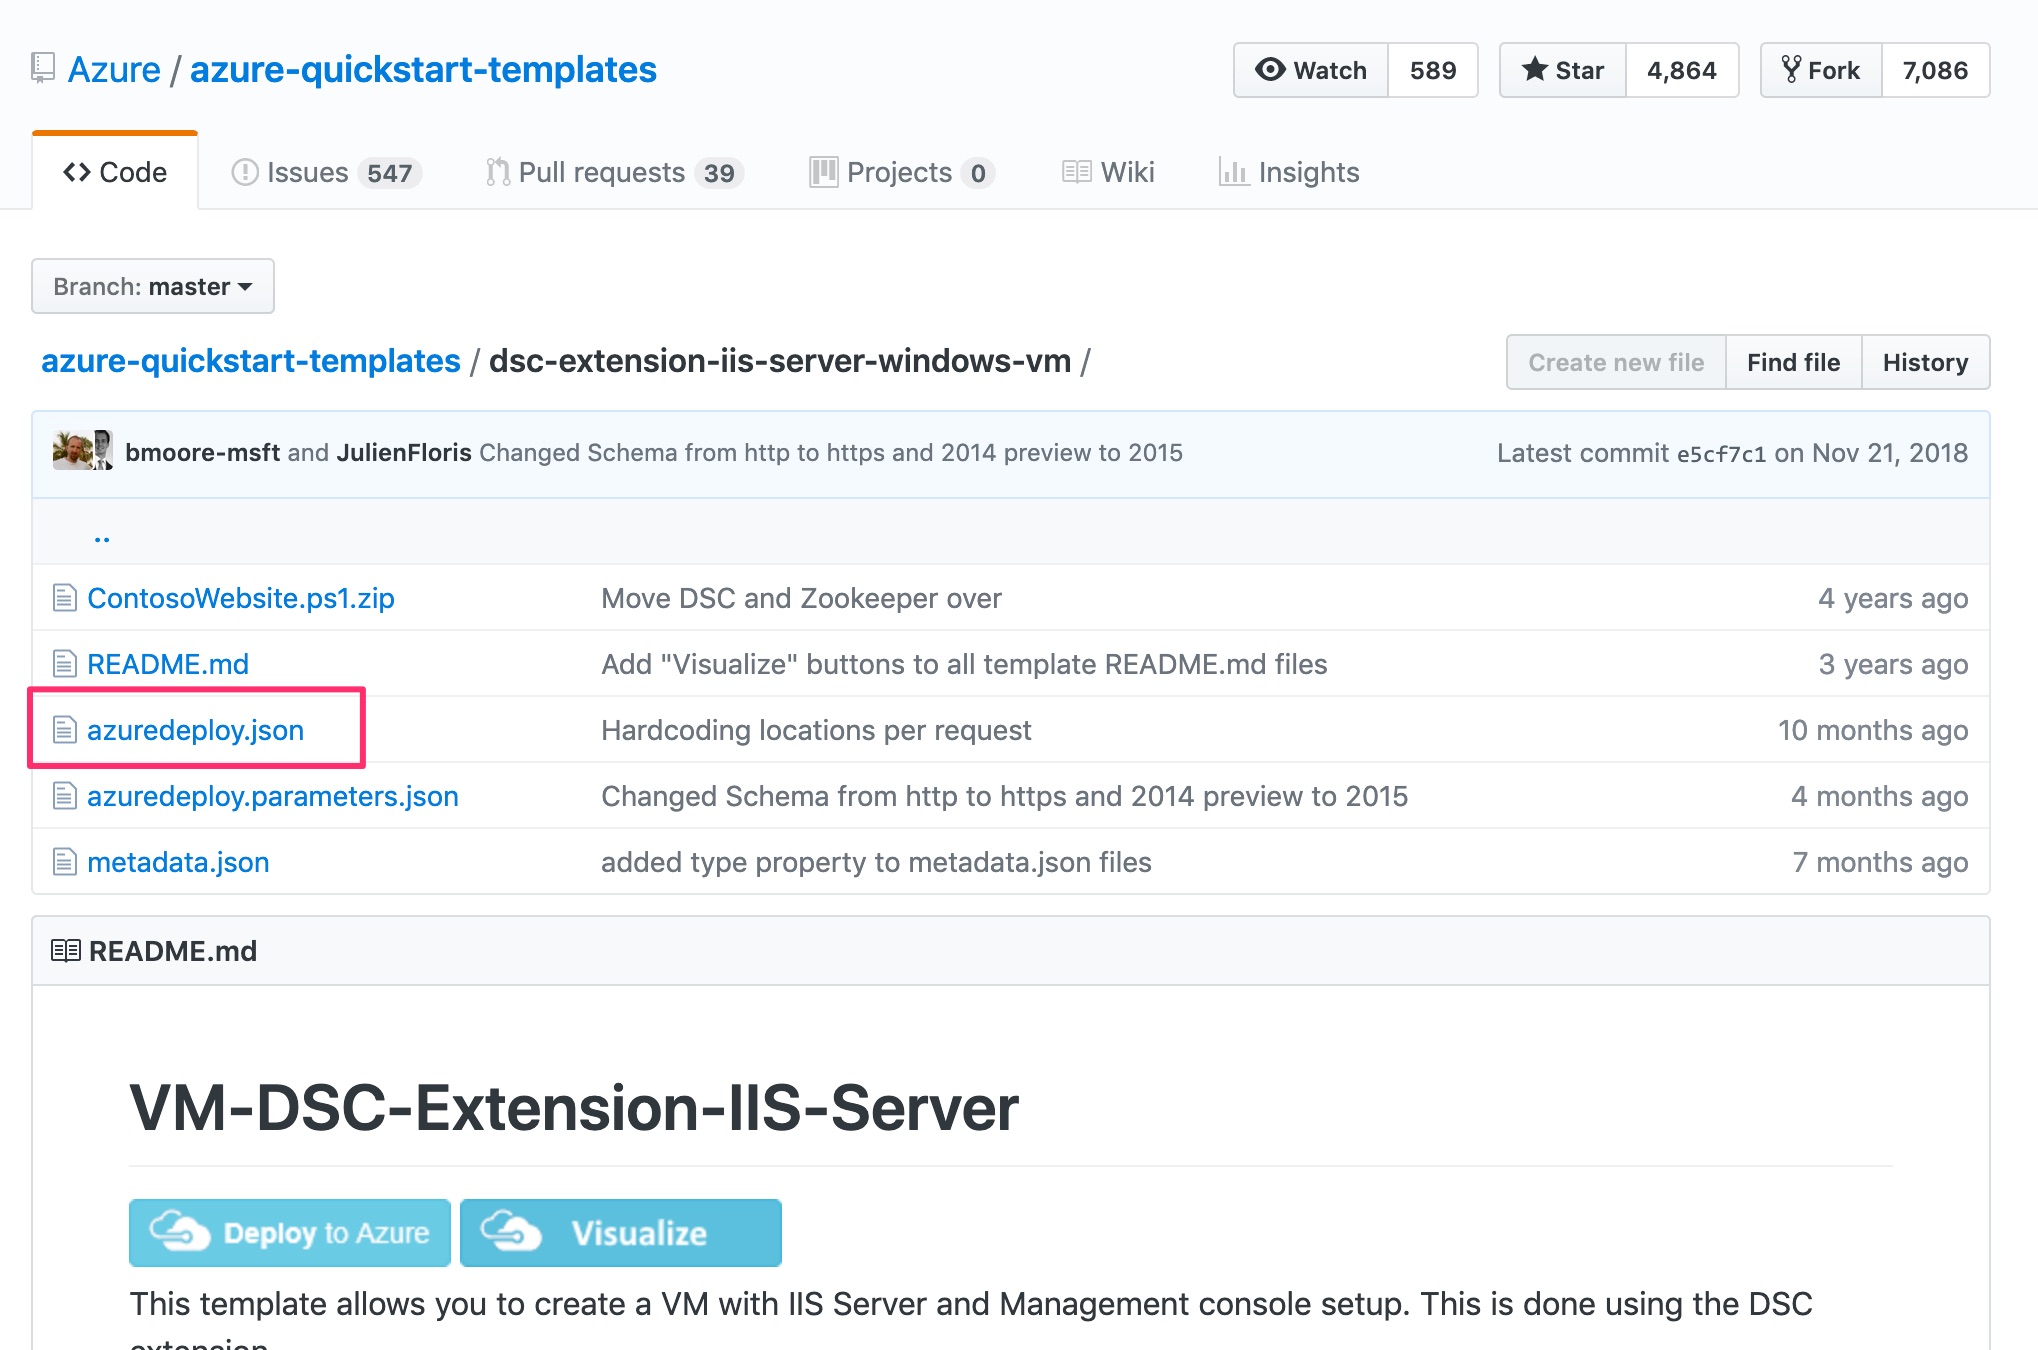 Azure / azure-quickstart-templates Watch 589 Star 4,864 Fork 7,086
Code Issues 547 Pull requests 39 Projects 0 Wiki Insights
Branch: master
azure-quickstart-templates / dsc-extension-iis-server-windows-vm / Create new file Find file History
bmoore-msft and JulienFloris Changed Schema from http to https and 2014 preview to 2015 Latest commit e5cf7c1 on Nov 21, 2018
..
ContosoWebsite.ps1.zip Move DSC and Zookeeper over 4 years ago
README.md Add "Visualize" buttons to all template README.md files 3 years ago
azuredeploy.json Hardcoding locations per request 10 months ago
azuredeploy.parameters.json Changed Schema from http to https and 2014 preview to 2015 4 months ago
metadata.json added type property to metadata.json files 7 months ago
README.md
VM-DSC-Extension-IIS-Server
Deploy to Azure Visualize
This template allows you to create a VM with IIS Server and Management console setup. This is done using the DSC
extension